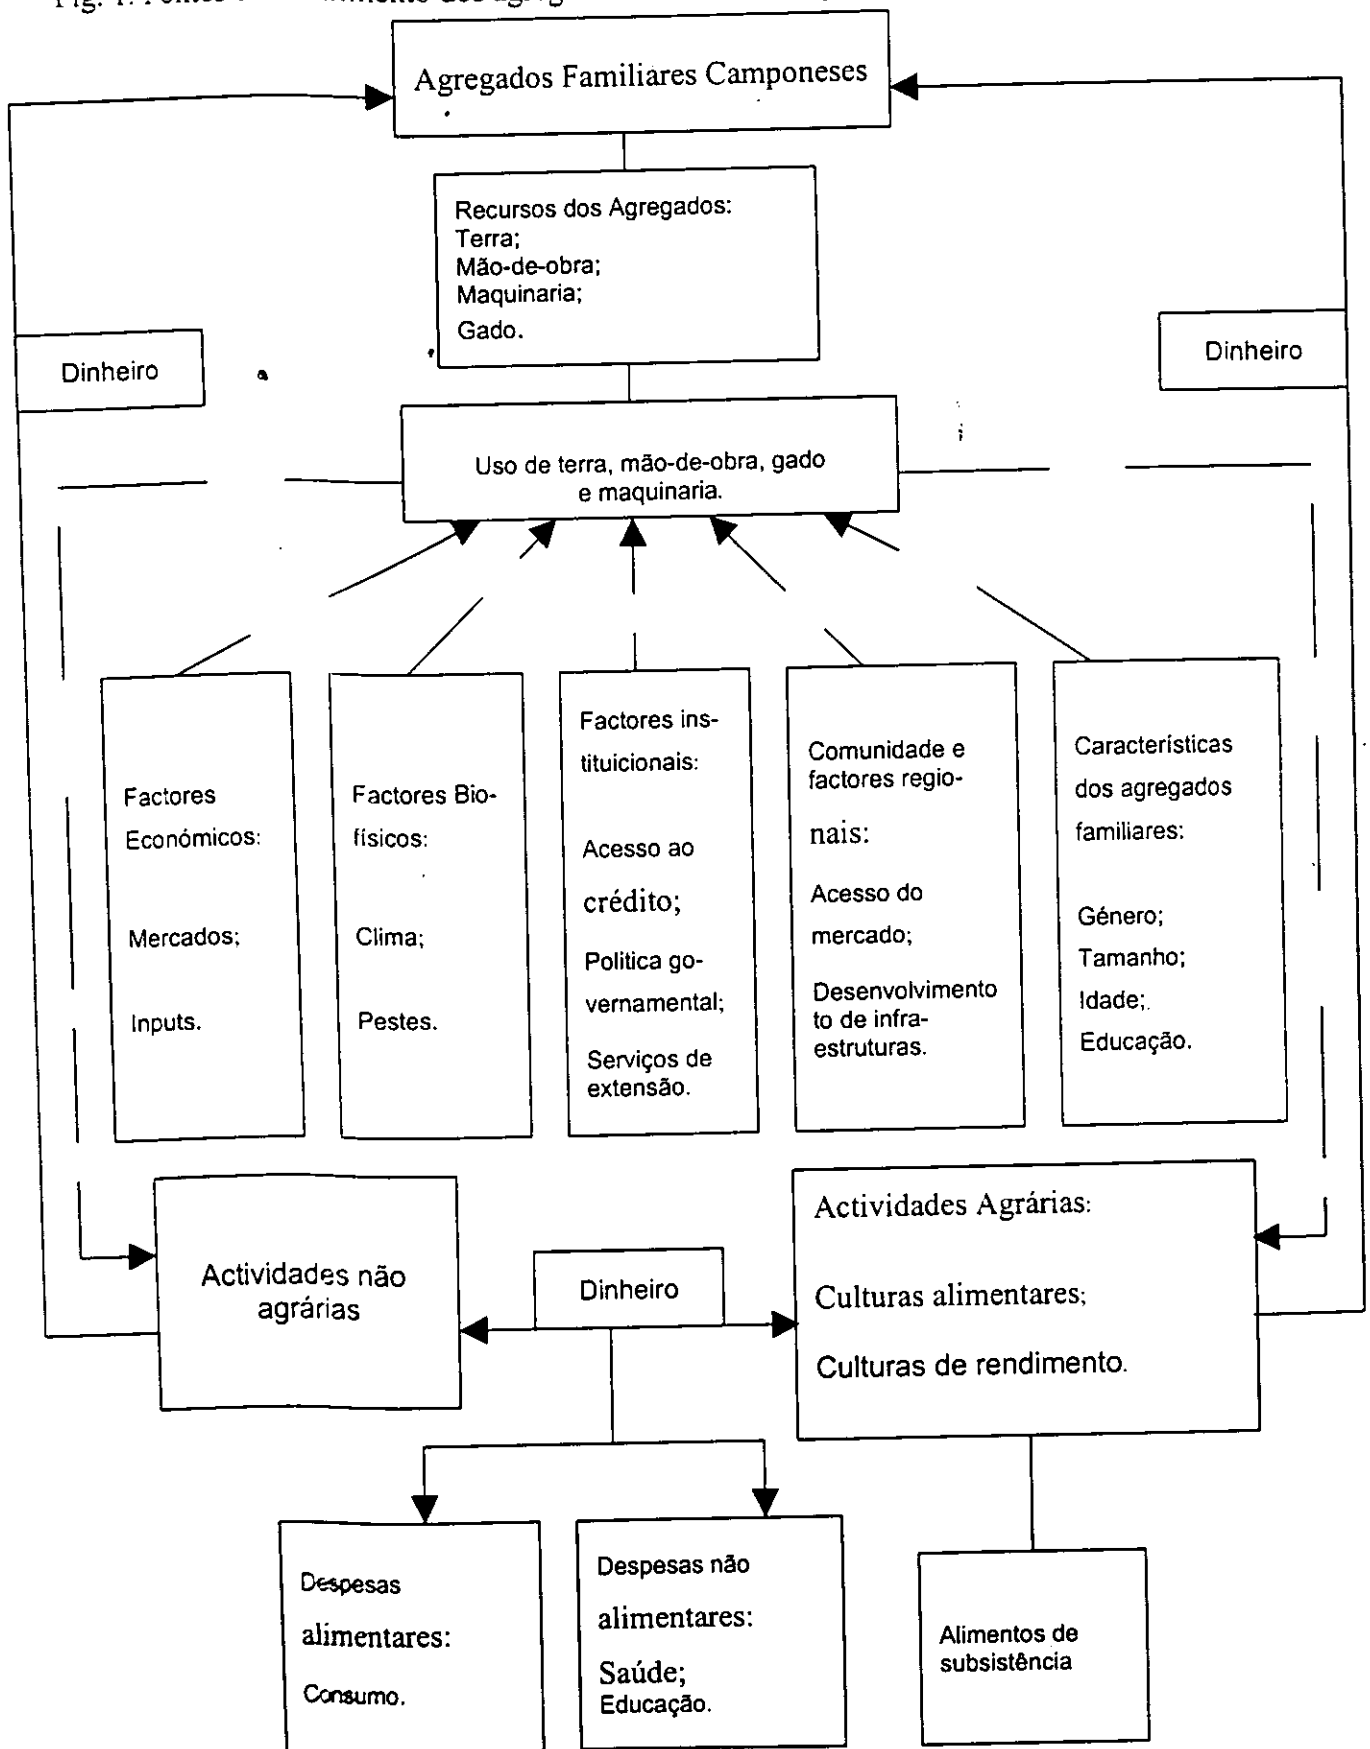 Agregados Familiares Camponeses
Recursos dos Agregados:
Terra;
Mão-de-obra;
Maquinaria;
Gado.
Dinheiro
Dinheiro
Uso de terra, mão-de-obra, gado
e maquinaria.
Factores
Económicos:
Mercados;
Inputs.
Factores Bio-
físicos:
Clima;
Pestes.
Factores ins-
tituicionais:
Acesso ao
crédito;
Politica go-
vernamental;
Serviços de
extensão.
Comunidade e
factores regio-
nais:
Acesso do
mercado;
Desenvolvimento
to de infra-
estruturas.
Características
dos agregados
familiares:
Género;
Tamanho;
Idade;
Educação.
Actividades não
agrárias
Dinheiro
Actividades Agrárias:
Culturas alimentares;
Culturas de rendimento.
Despesas
alimentares:
Consumo.
Despesas não
alimentares:
Saúde;
Educação.
Alimentos de
subsistência